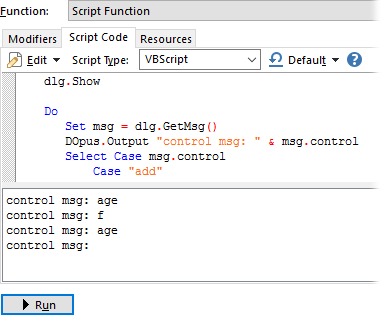 Function: Script Function
Modifiers Script Code Resources
Edit Script Type: VBScript Default
dlg.Show
Do
Set msg = dlg.GetMsg()
DOpus.Output "control msg: " & msg.control
Select Case msg.control
Case "add"
control msg: age
control msg: f
control msg: age
control msg:
Run